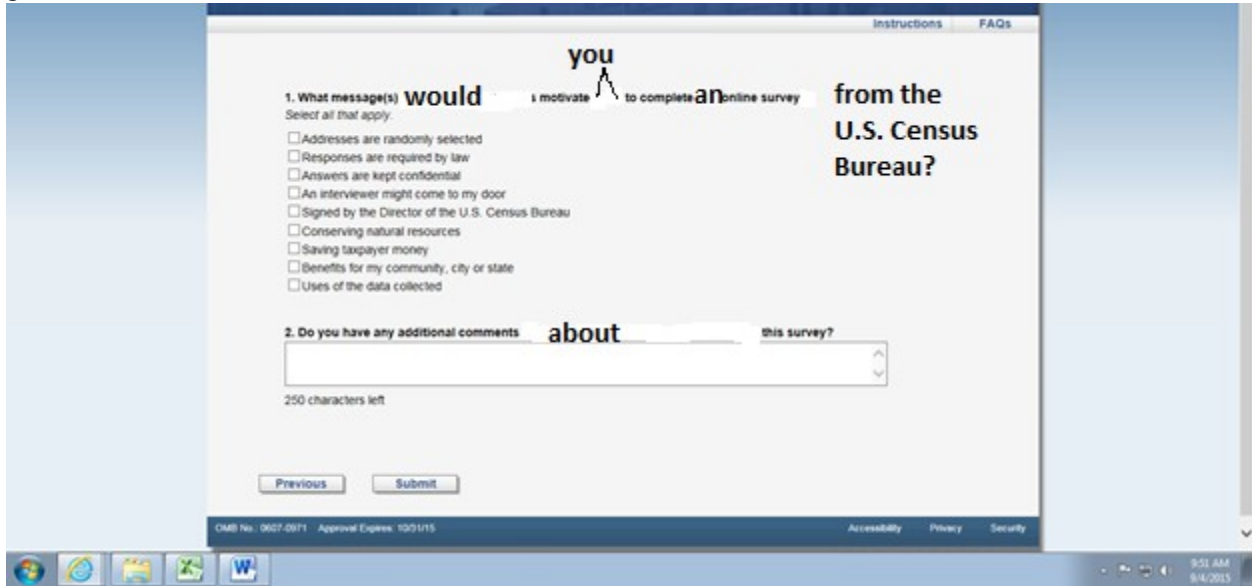 Instructions FAQs
you
1. What message(s) would s motivate to complete an online survey from the
Select all that apply.
U.S. Census
Bureau?
Addresses are randomly selected
Responses are required by law
Answers are kept confidential
An interviewer might come to my door
Signed by the Director of the U.S. Census Bureau
Conserving natural resources
Saving taxpayer money
Benefits for my community, city or state
Uses of the data collected
2. Do you have any additional comments about this survey?
250 characters left
Previous Submit
OMB No.: 0607-0971 Approval Expires: 10/31/15 Accessibility Privacy Security
9:51 AM
9/4/2015